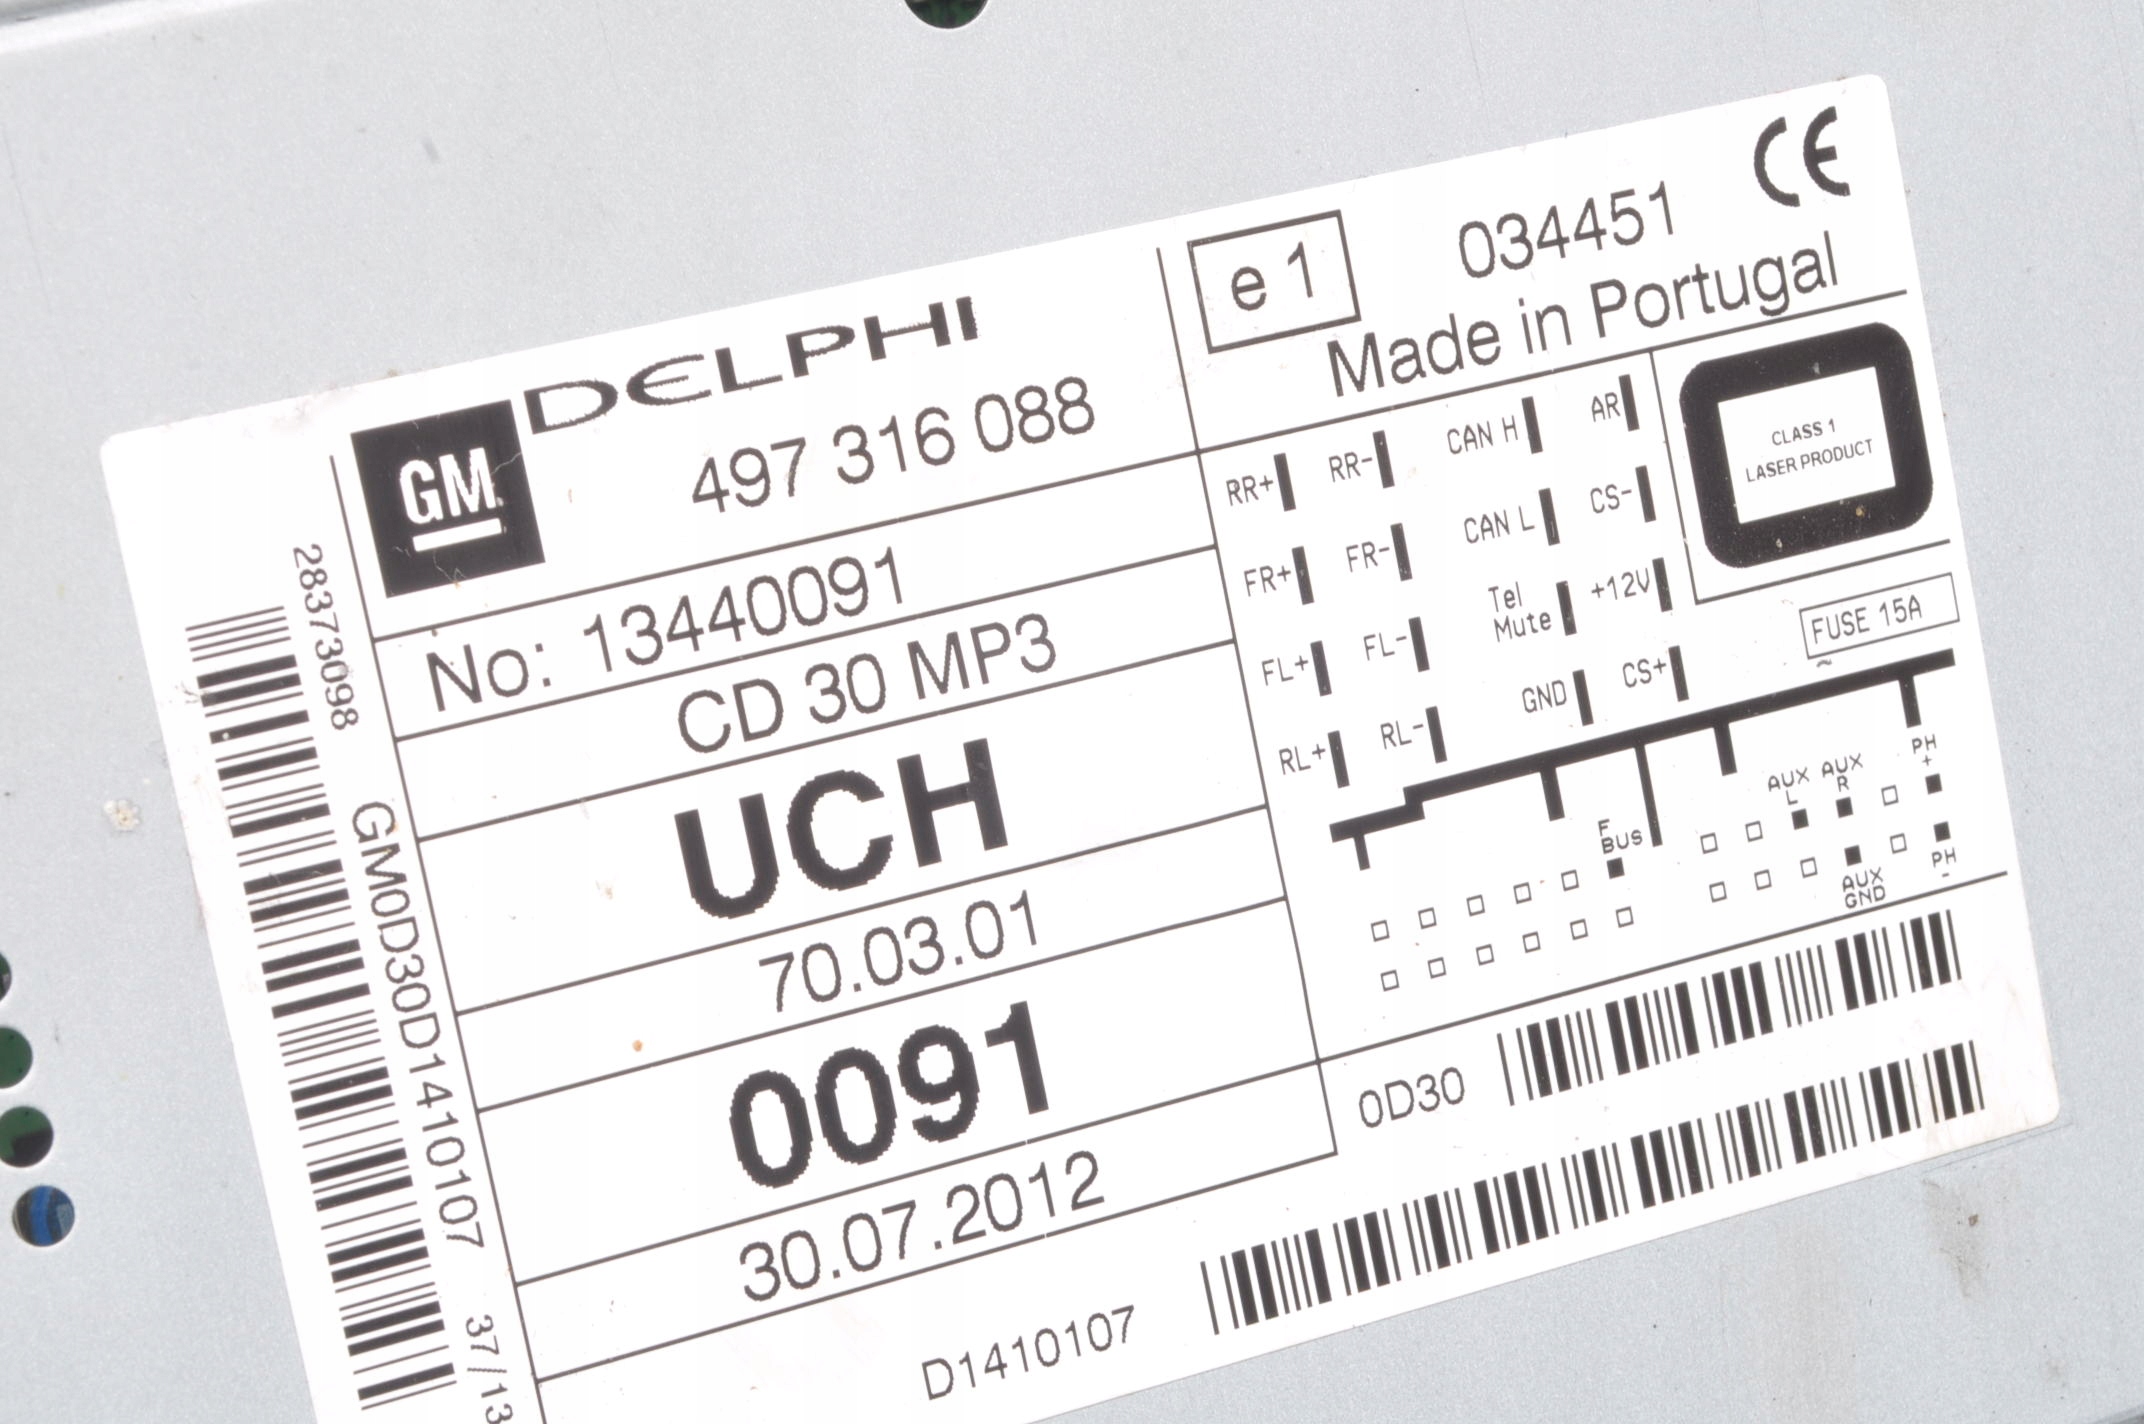 DELPHI
GM
497 316 088
No: 13440091
CD 30 MP3
UCH
70.03.01
0091
30.07.2012
D1410107
28373098
GM0D30D1410107
37/13
e 1
034451
CE
Made in Portugal
RR+ RR- CAN H AR
FR+ FR- CAN L CS-
FL+ FL- Tel Mute +12V
RL+ RL- GND CS+
CLASS 1
LASER PRODUCT
FUSE 15A
F BUS
AUX L
AUX R
PH +
AUX GND
PH -
0D30